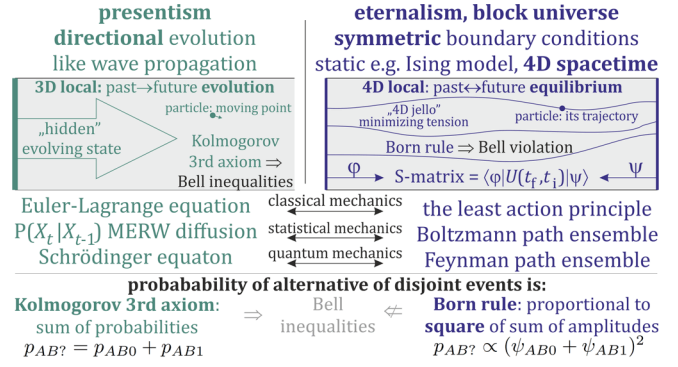 presentism
directional evolution
like wave propagation
3D local: past→future evolution
particle: moving point
„hidden"
evolving state
Kolmogorov
3rd axiom ⇒
Bell inequalities
eternalism, block universe
symmetric boundary conditions
static e.g. Ising model, 4D spacetime
4D local: past↔future equilibrium
„4D jello"
minimizing tension
particle: its trajectory
Born rule ⇒ Bell violation
φ
S-matrix = ⟨φ|U(t_f,t_i)|ψ⟩
ψ
Euler-Lagrange equation
classical mechanics
the least action principle
P(X_t|X_{t-1}) MERW diffusion
statistical mechanics
Boltzmann path ensemble
Schrödinger equaton
quantum mechanics
Feynman path ensemble
probabability of alternative of disjoint events is:
Kolmogorov 3rd axiom:
sum of probabilities
p_{AB?} = p_{AB0} + p_{AB1}
⇒
Bell
inequalities
⇍
Born rule: proportional to
square of sum of amplitudes
p_{AB?} ∝ (ψ_{AB0} + ψ_{AB1})²